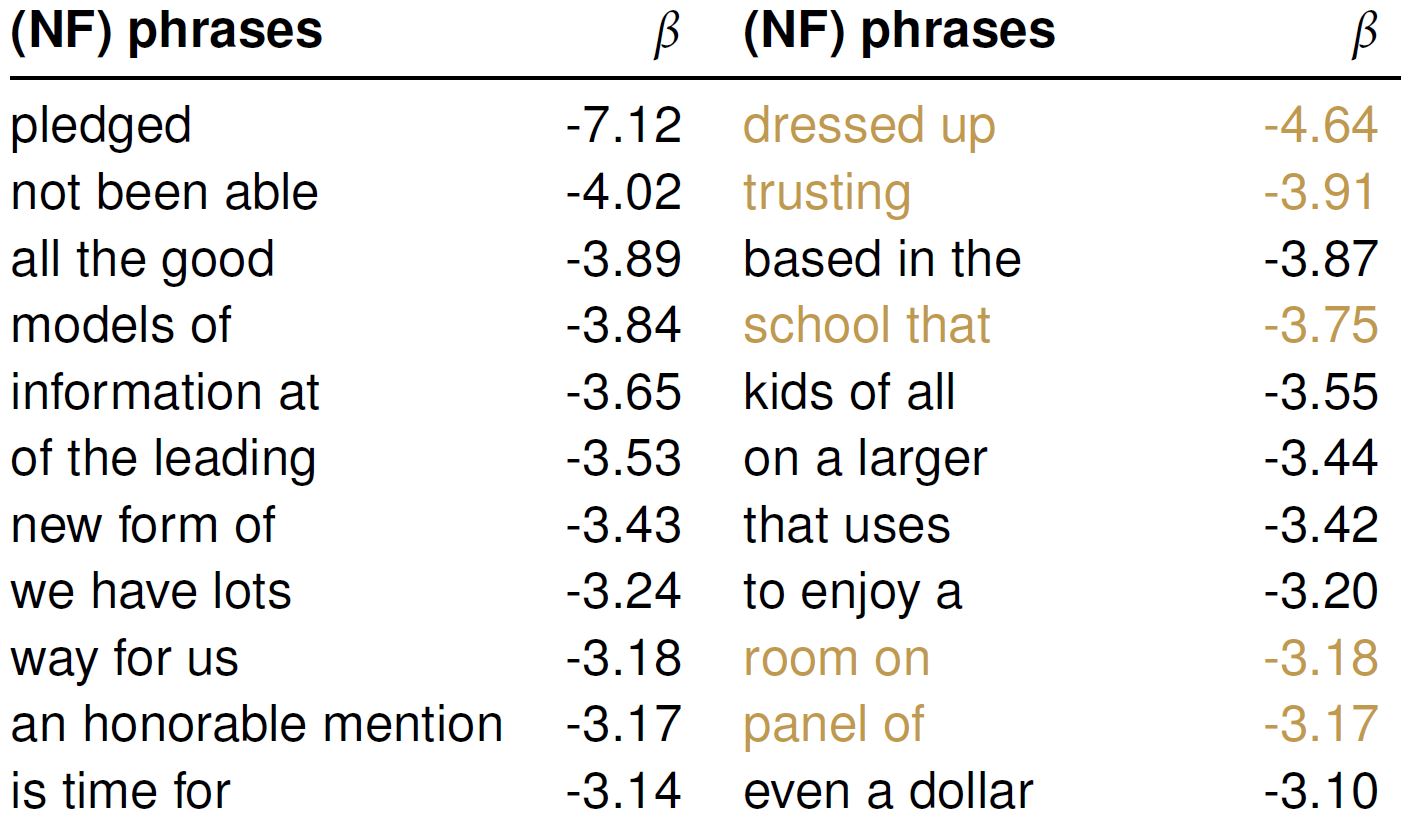 (NF) phrases β (NF) phrases β
pledged -7.12 dressed up -4.64
not been able -4.02 trusting -3.91
all the good -3.89 based in the -3.87
models of -3.84 school that -3.75
information at -3.65 kids of all -3.55
of the leading -3.53 on a larger -3.44
new form of -3.43 that uses -3.42
we have lots -3.24 to enjoy a -3.20
way for us -3.18 room on -3.18
an honorable mention -3.17 panel of -3.17
is time for -3.14 even a dollar -3.10